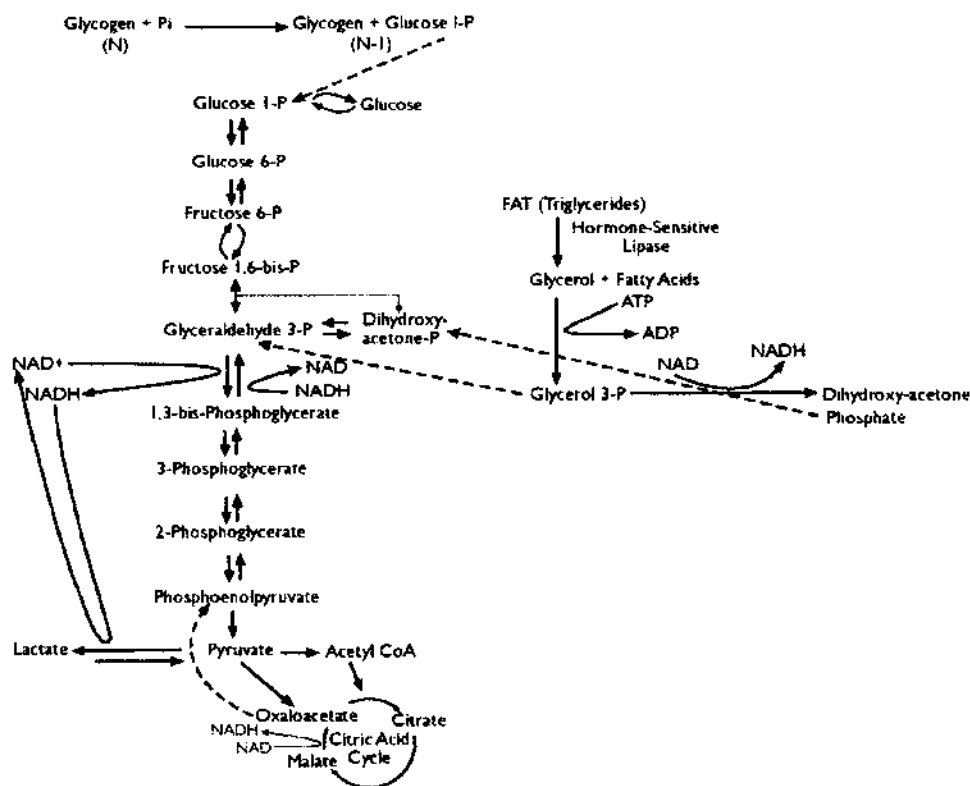 Glycogen + Pi
(N)
Glycogen + Glucose 1-P
(N-1)
Glucose 1-P
Glucose
Glucose 6-P
Fructose 6-P
Fructose 1,6-bis-P
Glyceraldehyde 3-P
Dihydroxy-
acetone-P
NAD+
NADH
NAD
NADH
1,3-bis-Phosphoglycerate
3-Phosphoglycerate
2-Phosphoglycerate
Phosphoenolpyruvate
Lactate
Pyruvate
Acetyl CoA
Oxaloacetate
Citrate
NADH
NAD
Citric Acid
Cycle
Malate
FAT (Triglycerides)
Hormone-Sensitive
Lipase
Glycerol + Fatty Acids
ATP
ADP
NAD
NADH
Glycerol 3-P
Dihydroxy-acetone
Phosphate